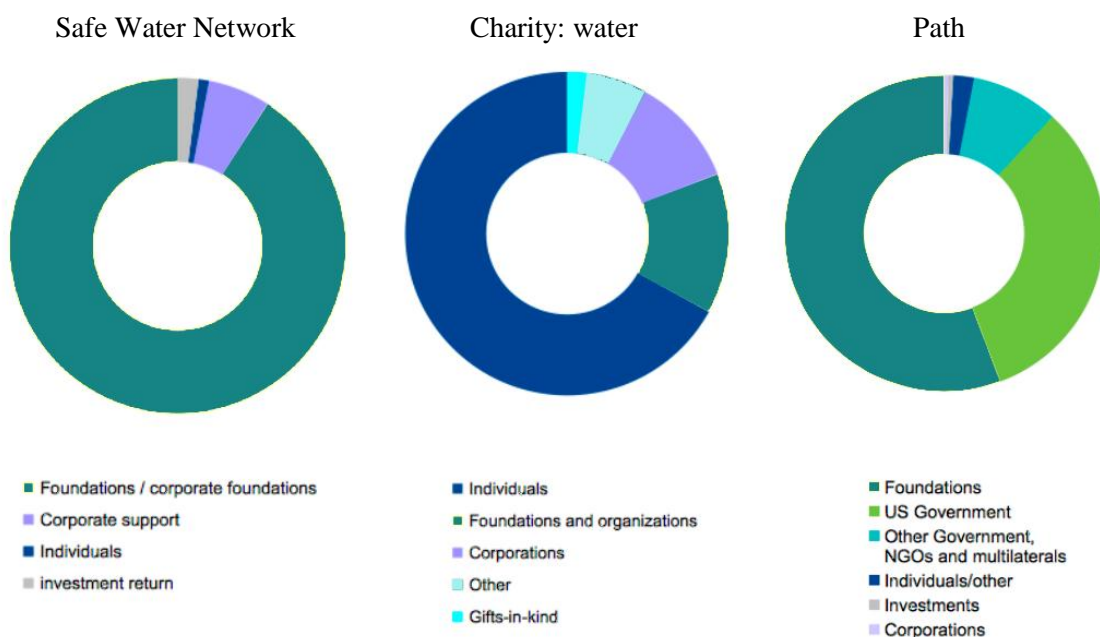 Safe Water Network
Charity: water
Path
Foundations / corporate foundations
Corporate support
Individuals
investment return
Individuals
Foundations and organizations
Corporations
Other
Gifts-in-kind
Foundations
US Government
Other Government,
NGOs and multilaterals
Individuals/other
Investments
Corporations